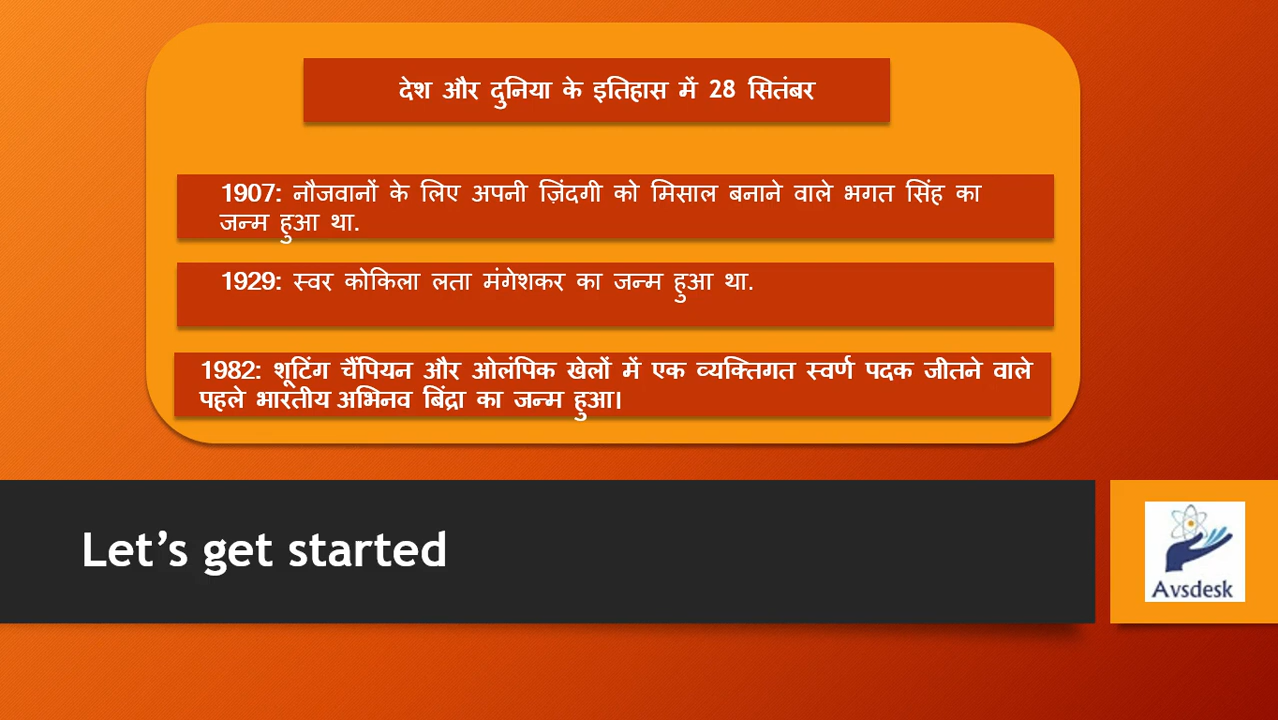 देश और दुनिया के इतिहास में 28 सितंबर
1907: नौजवानों के लिए अपनी ज़िंदगी को मिसाल बनाने वाले भगत सिंह का
जन्म हुआ था.
1929: स्वर कोकिला लता मंगेशकर का जन्म हुआ था.
1982: शूटिंग चैंपियन और ओलंपिक खेलों में एक व्यक्तिगत स्वर्ण पदक जीतने वाले
पहले भारतीय अभिनव बिंद्रा का जन्म हुआ।
Let’s get started
Avsdesk